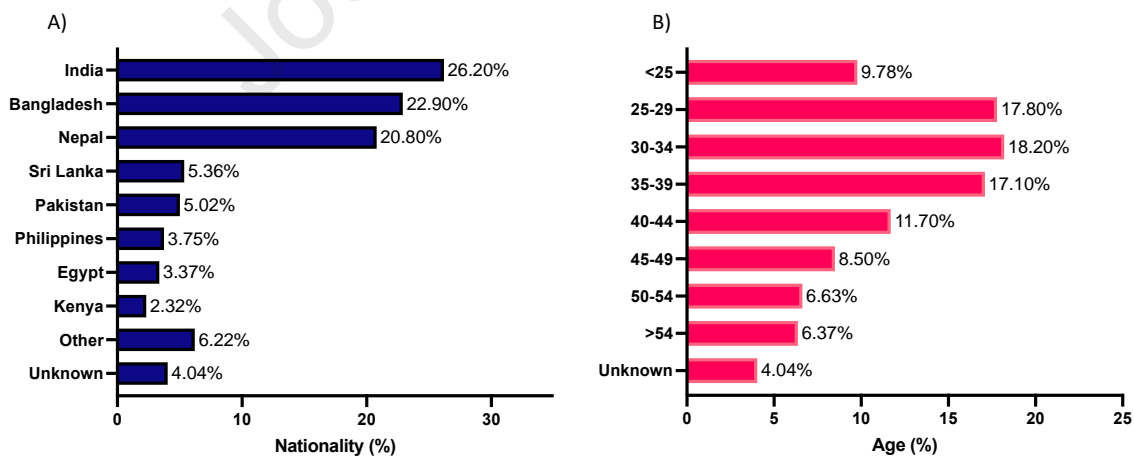 A)
India 26.20%
Bangladesh 22.90%
Nepal 20.80%
Sri Lanka 5.36%
Pakistan 5.02%
Philippines 3.75%
Egypt 3.37%
Kenya 2.32%
Other 6.22%
Unknown 4.04%
0 10 20 30
Nationality (%)
B)
<25 9.78%
25-29 17.80%
30-34 18.20%
35-39 17.10%
40-44 11.70%
45-49 8.50%
50-54 6.63%
>54 6.37%
Unknown 4.04%
0 5 10 15 20 25
Age (%)